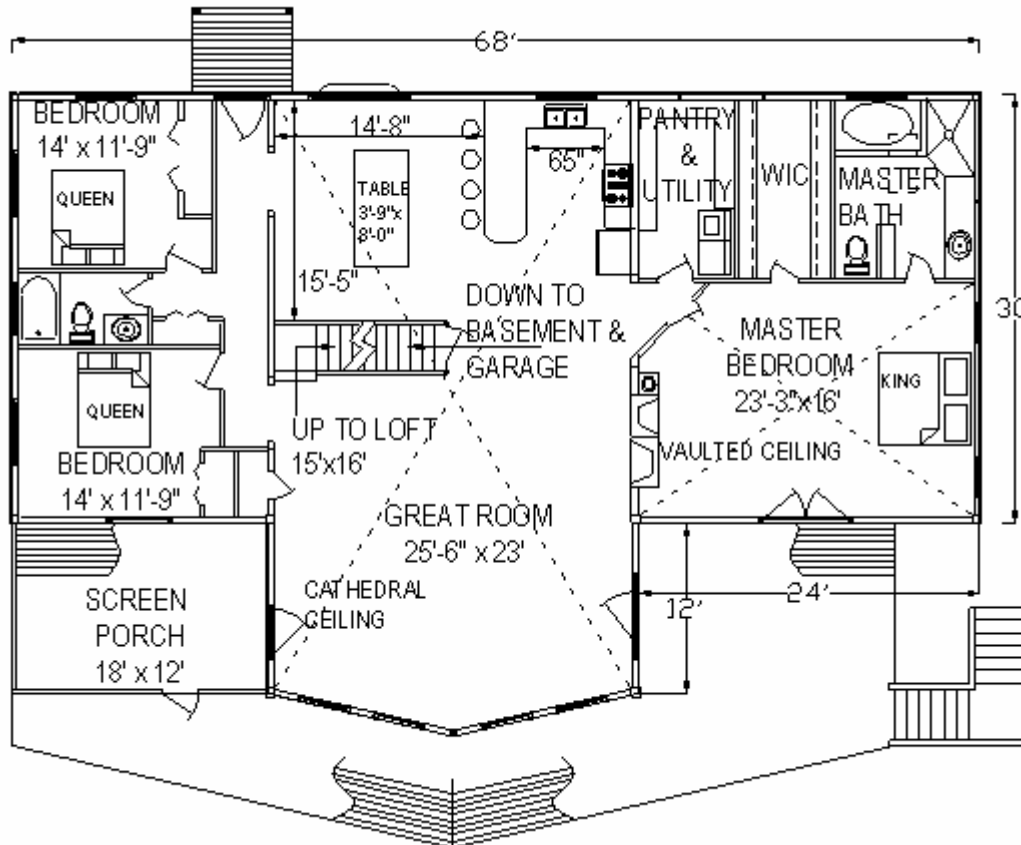 68'
BEDROOM
14' x 11'-9"
QUEEN
14'-8"
TABLE
3'-9"x
8'-0"
15'-5"
65"
PANTRY
&
UTILITY
WIC
MASTER
BATH
30
DOWN TO
BASEMENT &
GARAGE
MASTER
BEDROOM
23'-3"x16'
KING
VAULTED CEILING
QUEEN
BEDROOM
14' x 11'-9"
UP TO LOFT
15'x16'
GREAT ROOM
25'-6" x 23'
CATHEDRAL
CEILING
SCREEN
PORCH
18' x 12'
12'
24'